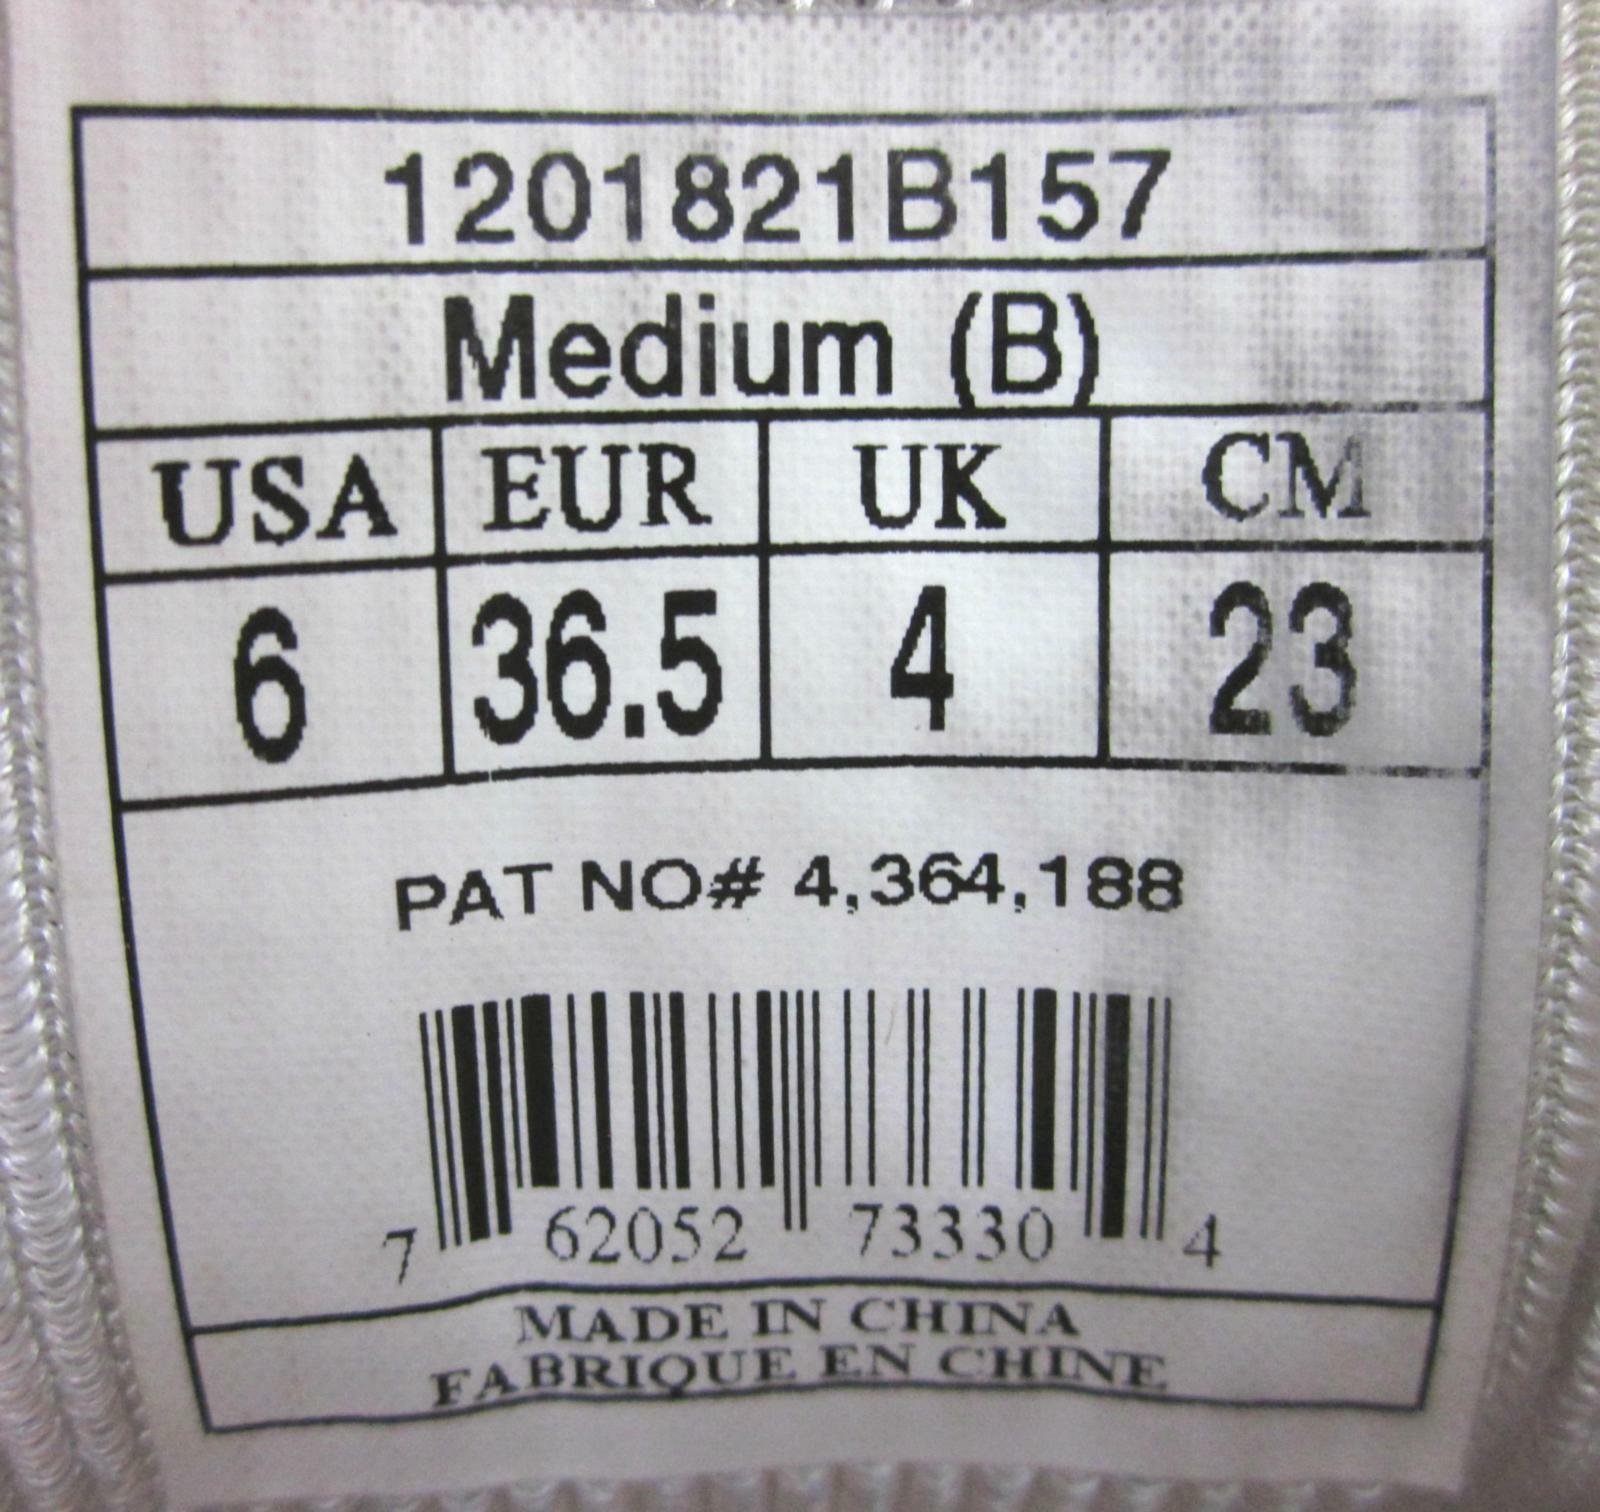 1201821B157
Medium (B)
USA EUR UK CM
6 36.5 4 23
PAT NO# 4,364,188
7 62052 73330 4
MADE IN CHINA
FABRIQUE EN CHINE